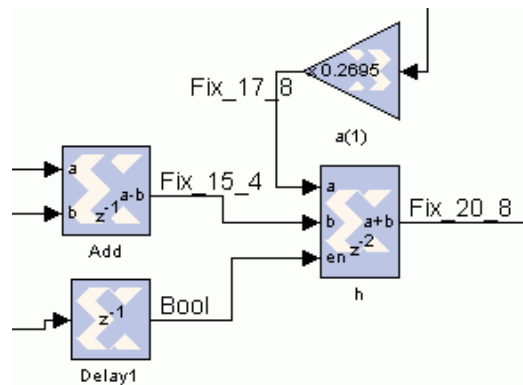 x 0.2695
Fix_17_8
a(1)
a
b
z-1
a-b
Fix_15_4
Add
a
b
en
a+b
z-2
Fix_20_8
h
z-1
Bool
Delay1